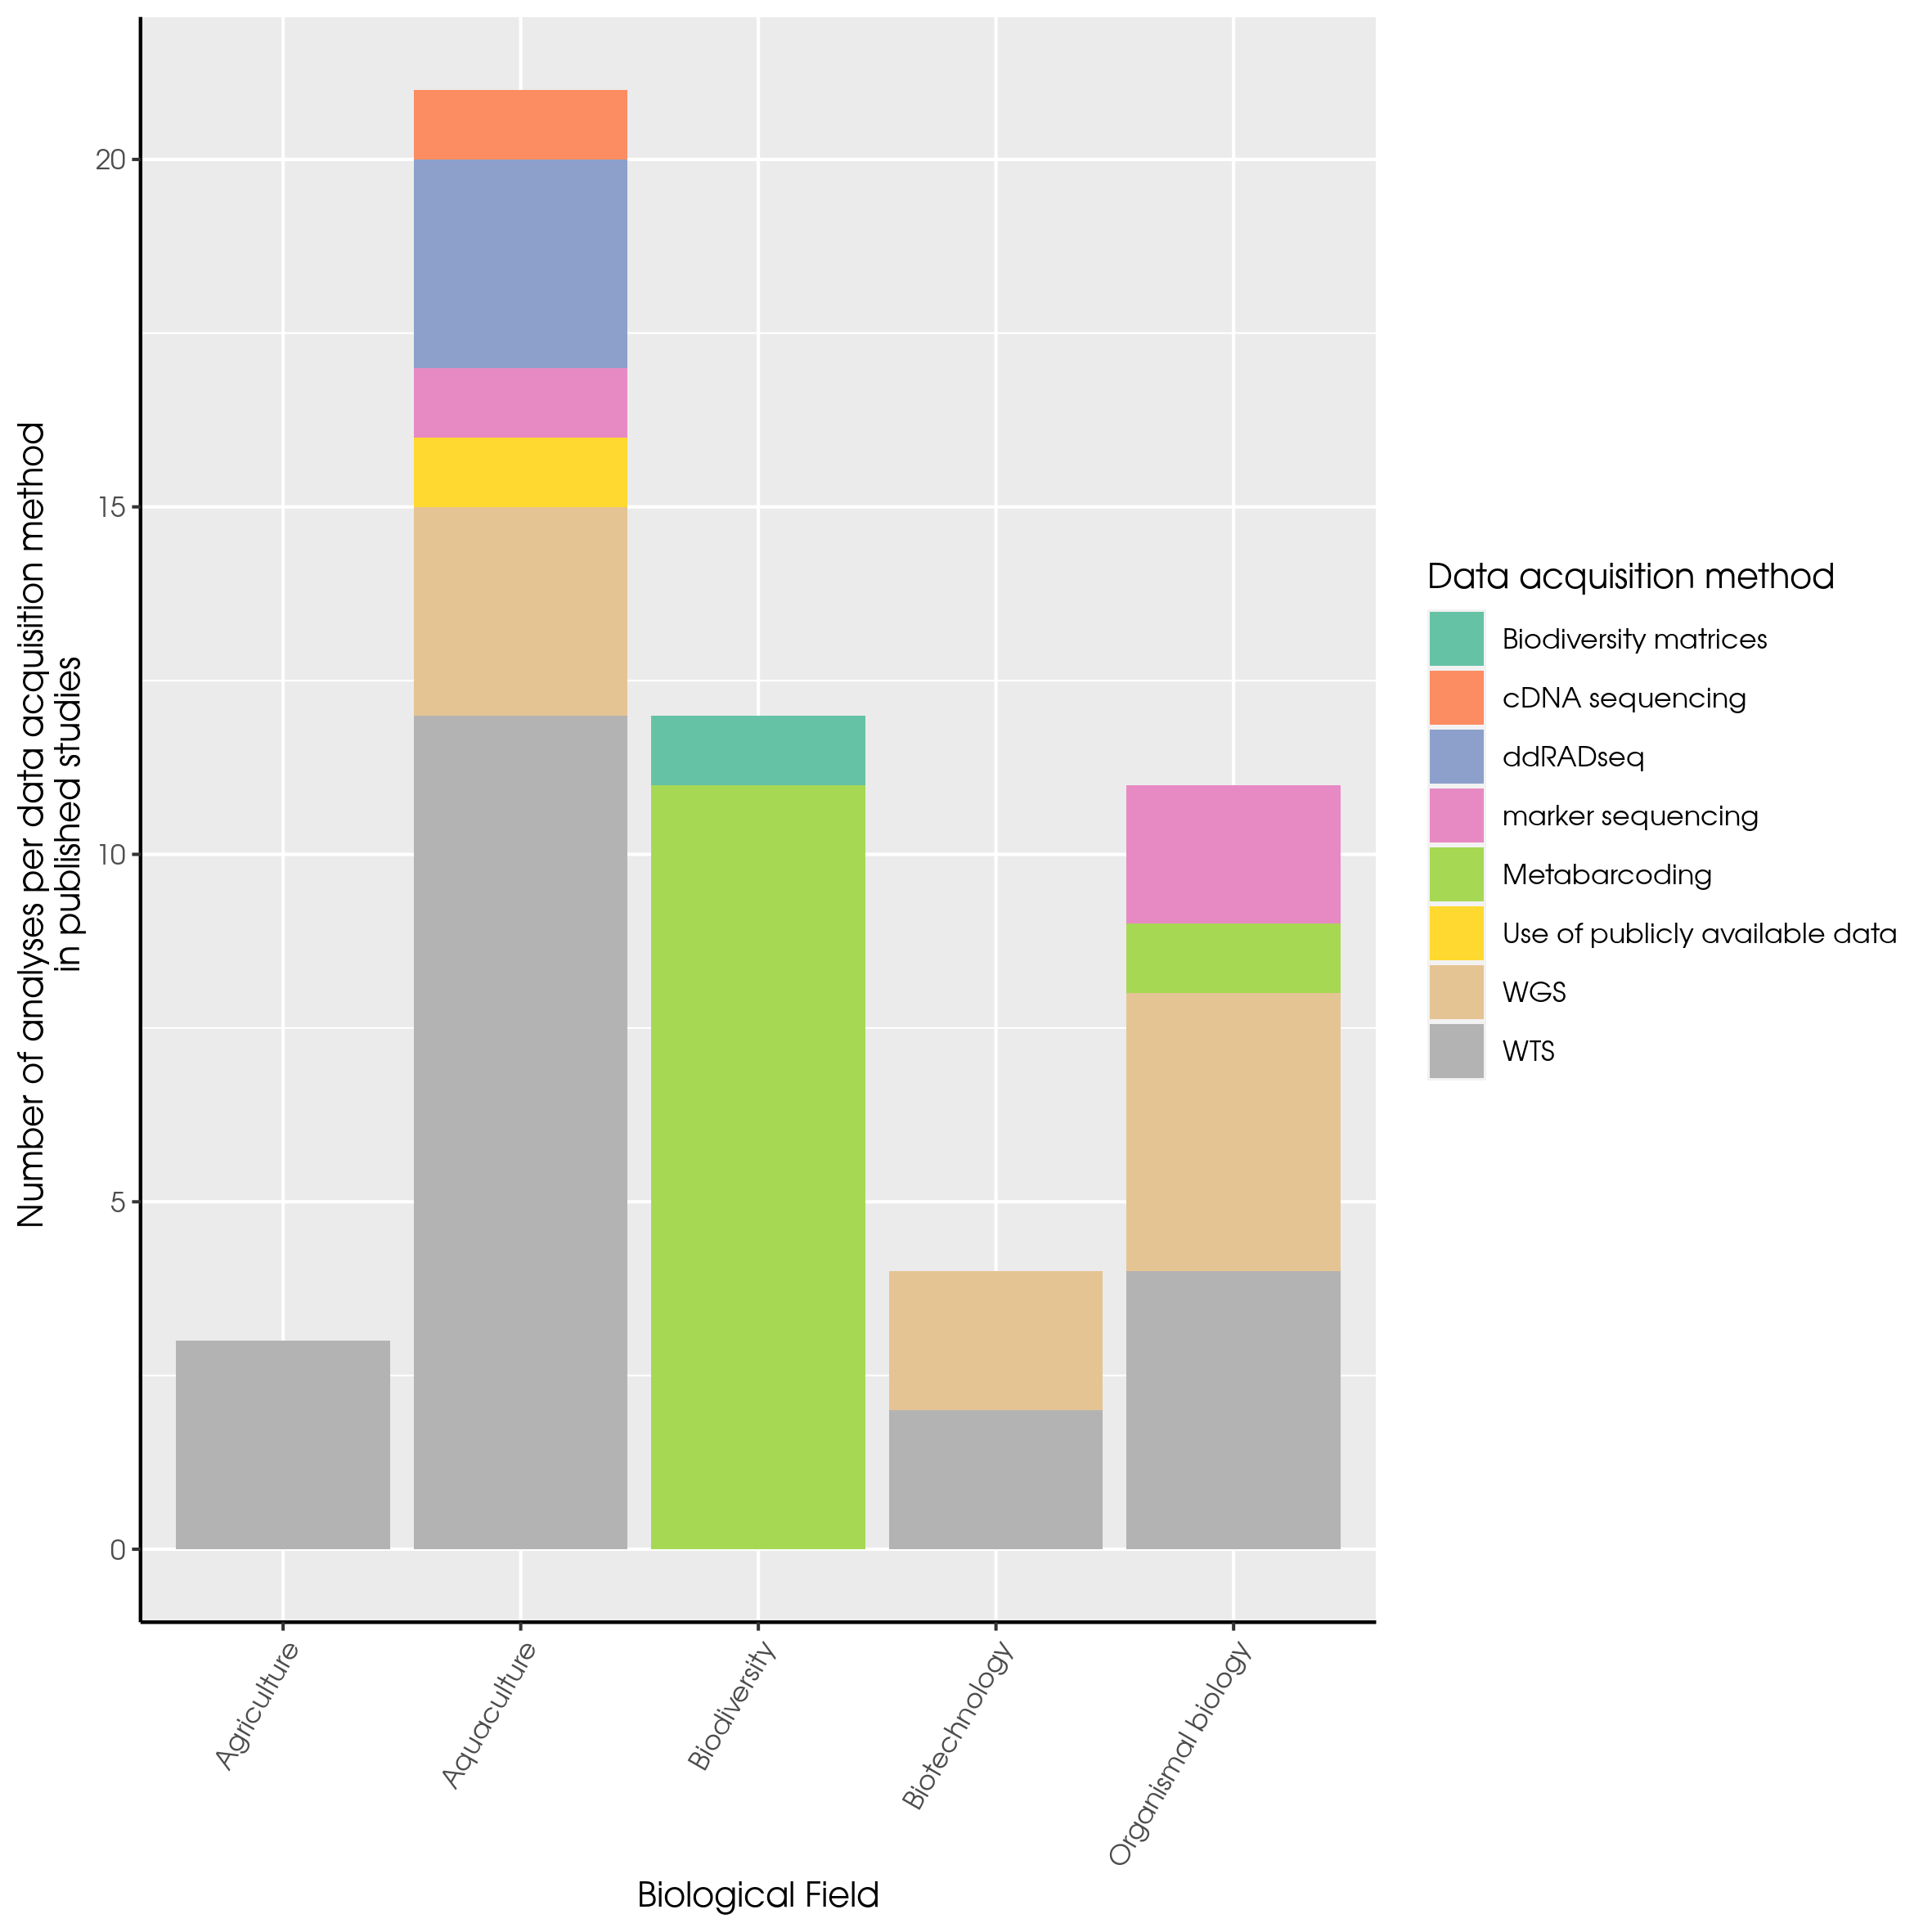 Number of analyses per data acquisition method
in published studies
20
15
10
5
0
Agriculture
Aquaculture
Biodiversity
Biotechnology
Organismal biology
Biological Field
Data acquisition method
Biodiversity matrices
cDNA sequencing
ddRADseq
marker sequencing
Metabarcoding
Use of publicly available data
WGS
WTS